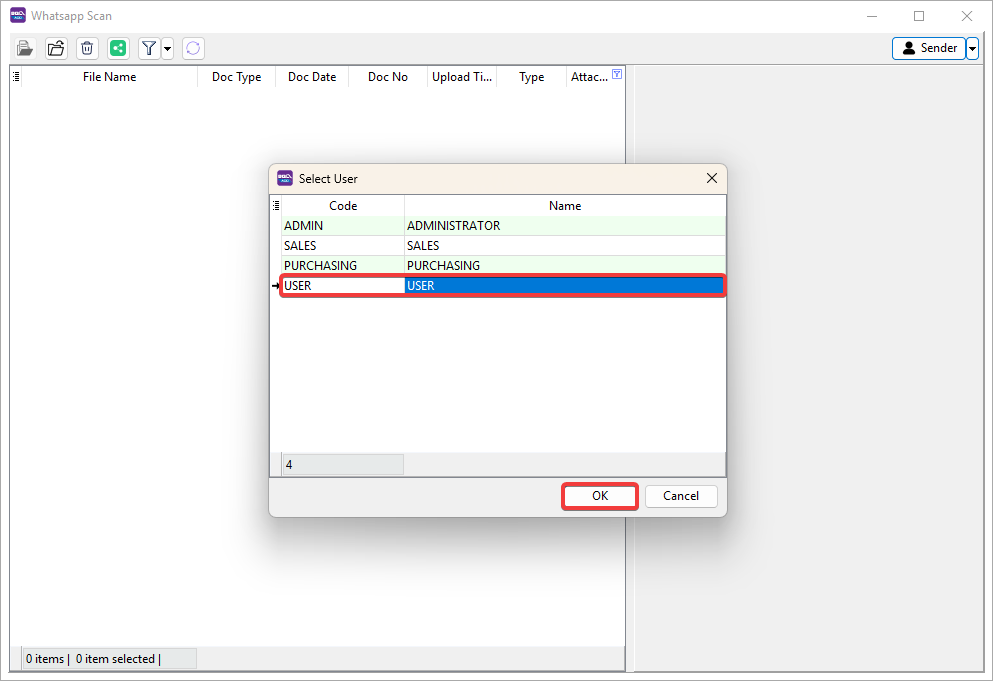 Whatsapp Scan
Sender
File Name Doc Type Doc Date Doc No Upload Ti... Type Attac...
Select User
Code Name
ADMIN ADMINISTRATOR
SALES SALES
PURCHASING PURCHASING
USER USER
4
OK Cancel
0 items | 0 item selected |